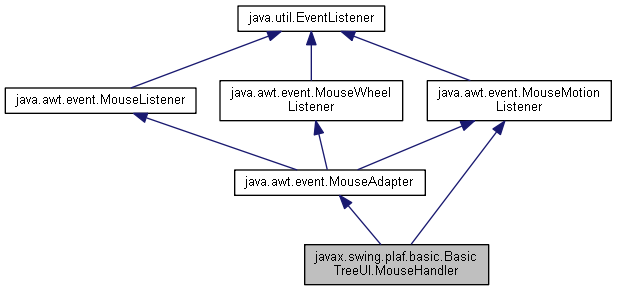 java.util.EventListener
java.awt.event.MouseListener
java.awt.event.MouseWheel
Listener
java.awt.event.MouseMotion
Listener
java.awt.event.MouseAdapter
javax.swing.plaf.basic.Basic
TreeUI.MouseHandler